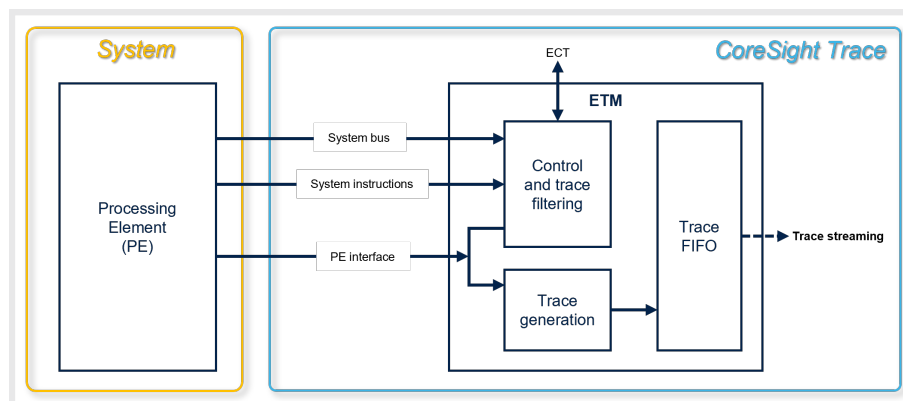 System
CoreSight Trace
ECT
ETM
System bus
System instructions
PE interface
Processing
Element
(PE)
Control
and trace
filtering
Trace
generation
Trace
FIFO
Trace streaming